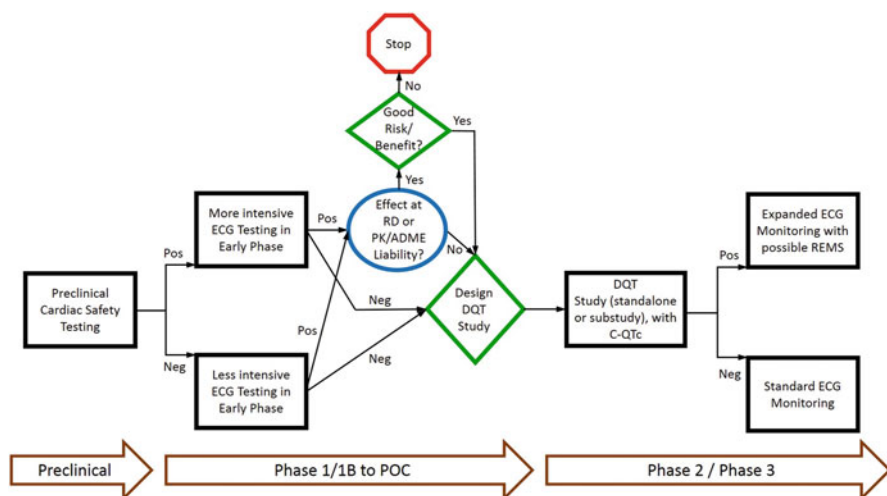 Stop
No
Good
Risk/
Benefit?
Yes
Yes
More intensive
ECG Testing in
Early Phase
Pos
Effect at
RD or
PK/ADME
Liability?
No
Expanded ECG
Monitoring with
possible REMS
Pos
Pos
Preclinical
Cardiac Safety
Testing
Pos
Neg
Design
DQT
Study
DQT
Study (standalone
or substudy), with
C-QTc
Neg
Neg
Neg
Less intensive
ECG Testing in
Early Phase
Standard ECG
Monitoring
Preclinical
Phase 1/1B to POC
Phase 2 / Phase 3